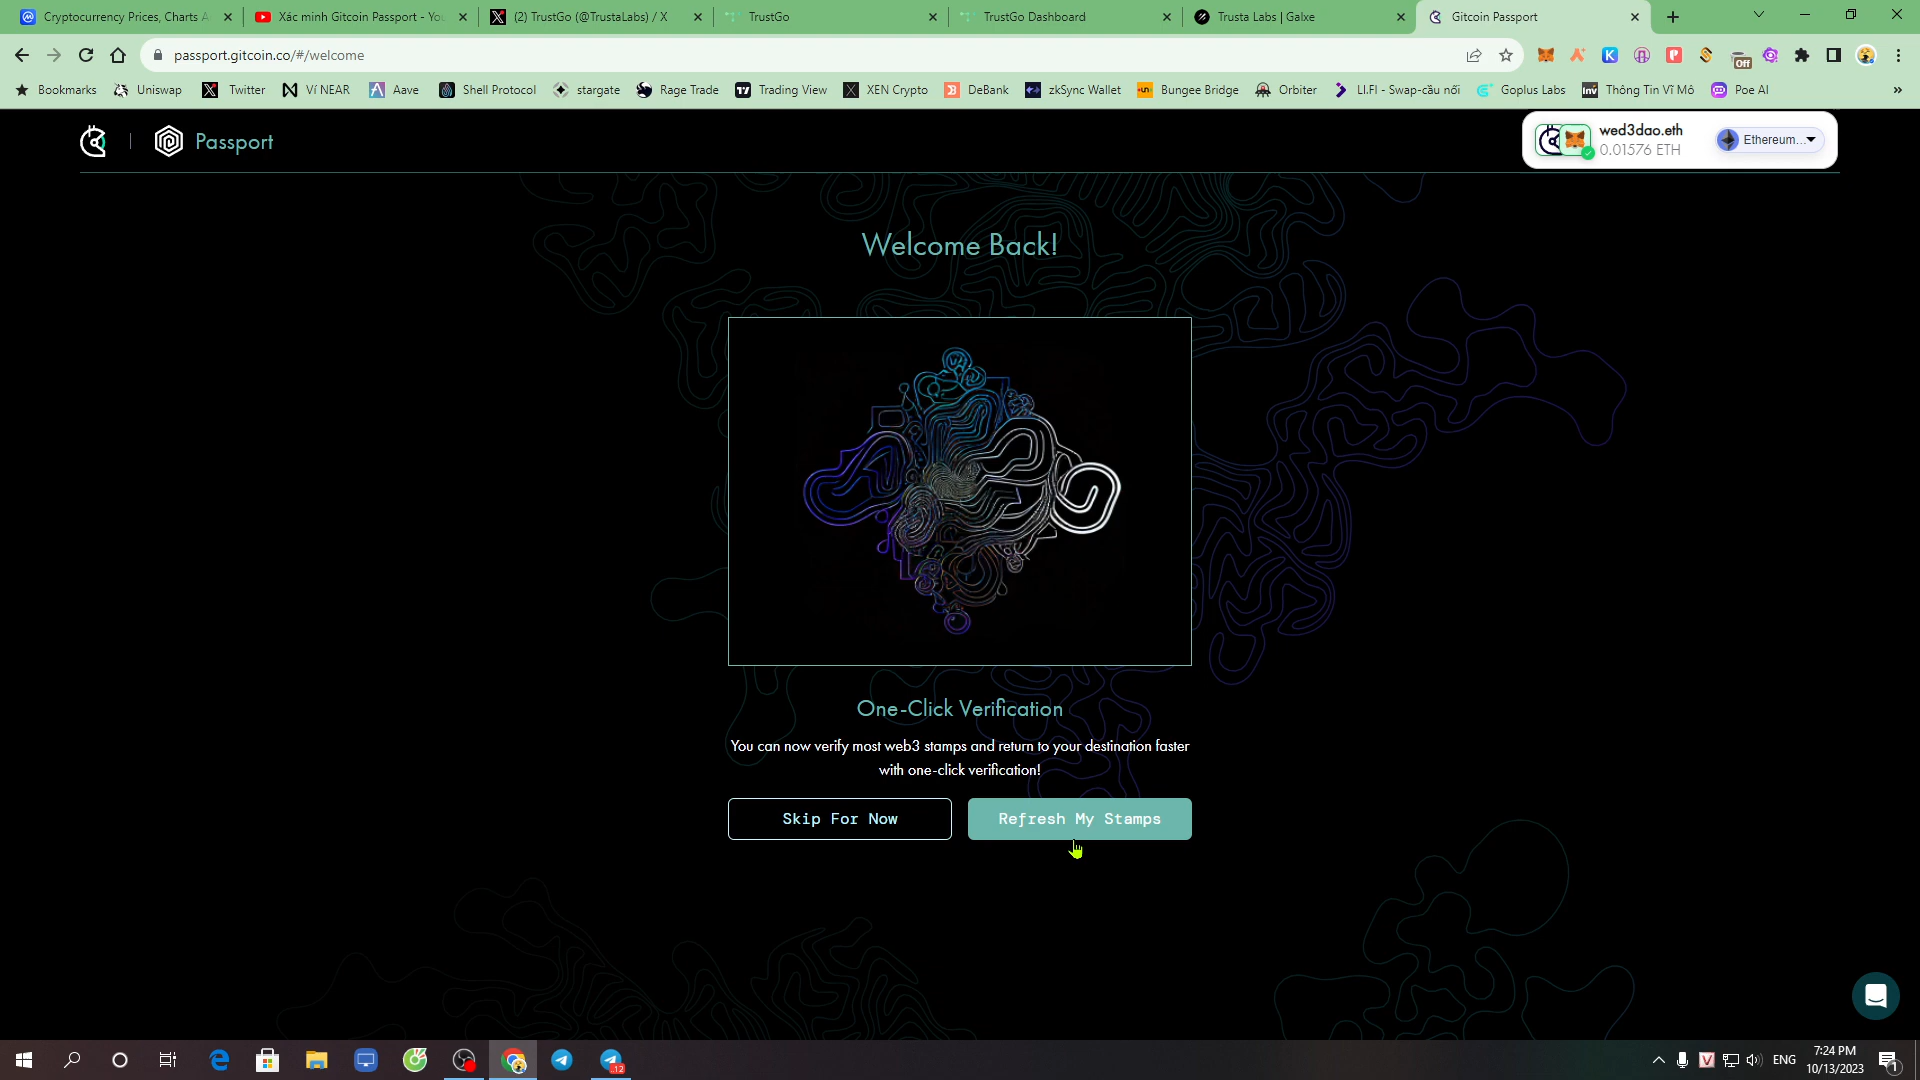 Cryptocurrency Prices, Charts A
Xác minh Gitcoin Passport - You
(2) TrustGo (@TrustaLabs) / X
TrustGo
TrustGo Dashboard
Trusta Labs | Galxe
Gitcoin Passport
passport.gitcoin.co/#/welcome
Off
Bookmarks
Uniswap
Twitter
Ví NEAR
Aave
Shell Protocol
stargate
Rage Trade
Trading View
XEN Crypto
DeBank
zkSync Wallet
Bungee Bridge
Orbiter
LI.FI - Swap-cầu nối
Goplus Labs
Thông Tin Vĩ Mô
Poe AI
Passport
wed3dao.eth
0.01576 ETH
Ethereum...
Welcome Back!
One-Click Verification
You can now verify most web3 stamps and return to your destination faster
with one-click verification!
Skip For Now
Refresh My Stamps
12
ENG
7:24 PM
10/13/2023
1